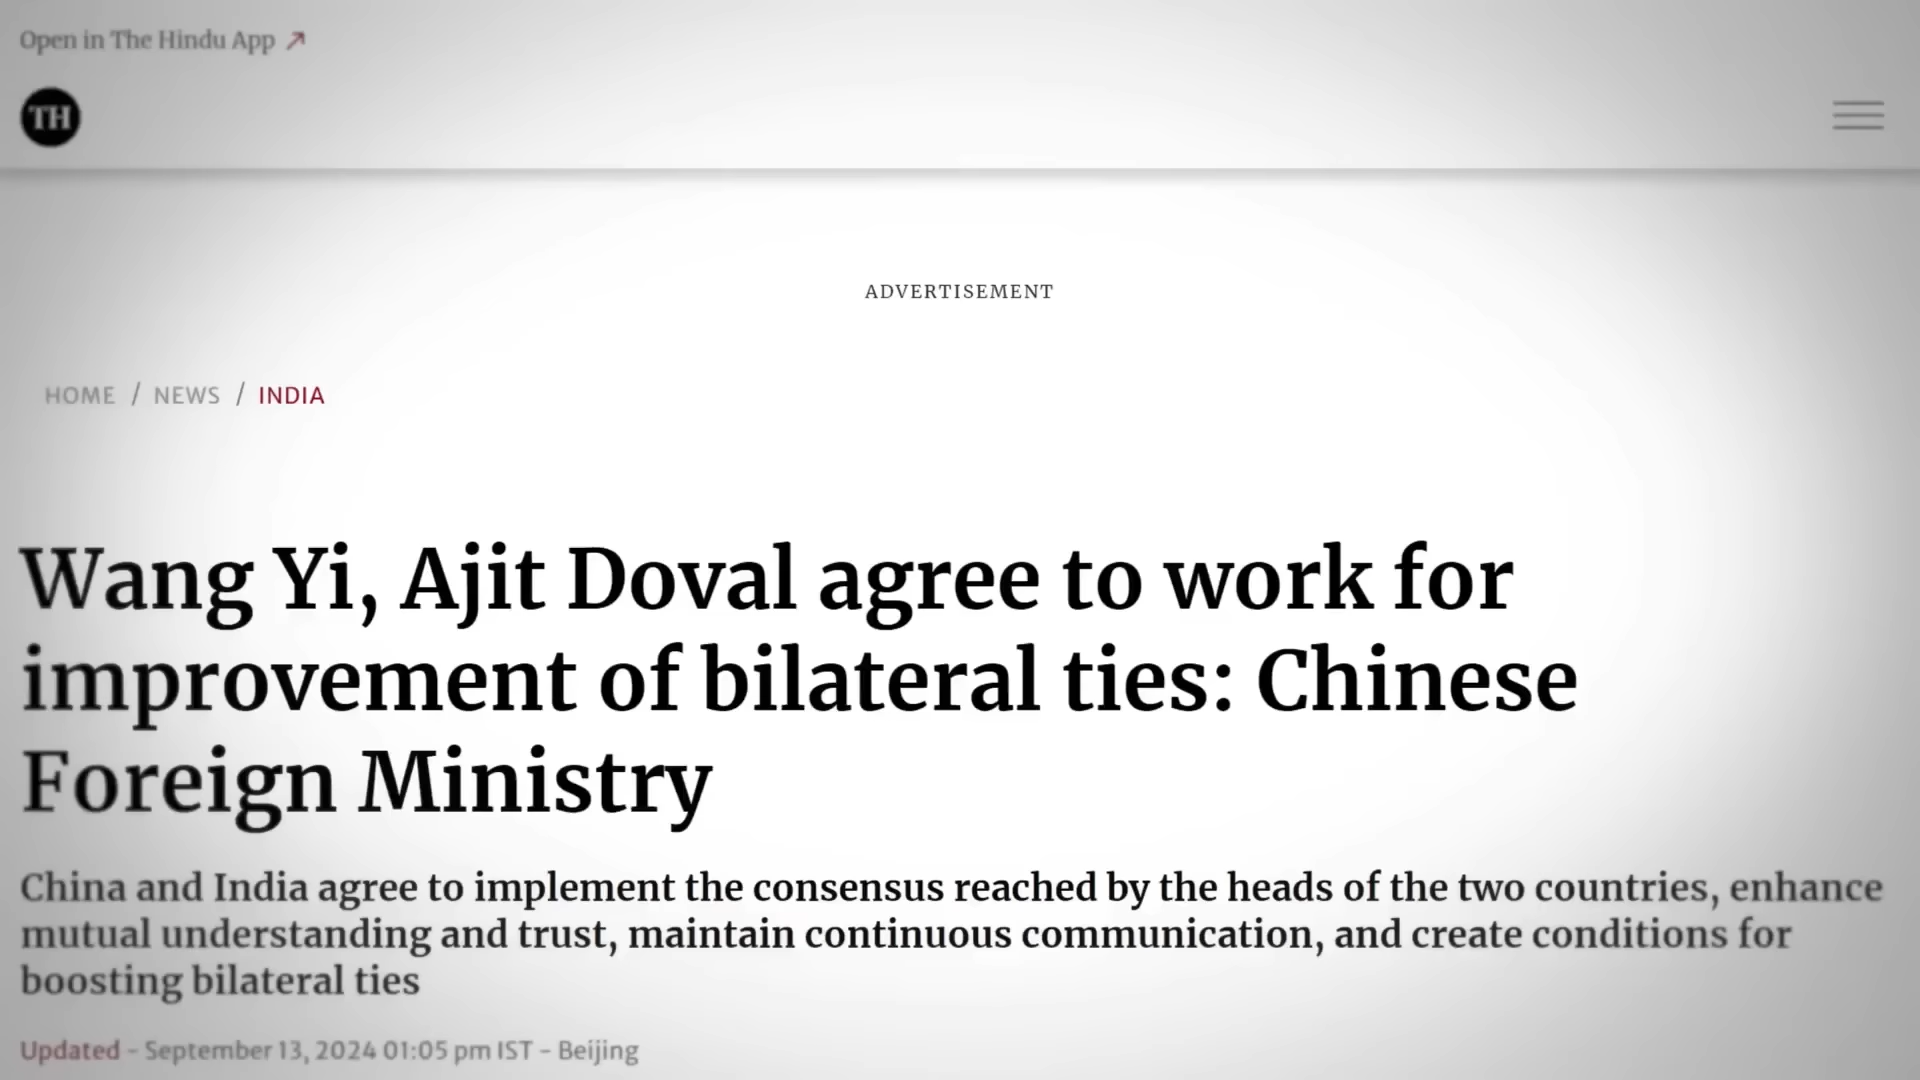 Open in The Hindu App
TH
ADVERTISEMENT
HOME / NEWS / INDIA
Wang Yi, Ajit Doval agree to work for
improvement of bilateral ties: Chinese
Foreign Ministry
China and India agree to implement the consensus reached by the heads of the two countries, enhance
mutual understanding and trust, maintain continuous communication, and create conditions for
boosting bilateral ties
Updated - September 13, 2024 01:05 pm IST - Beijing